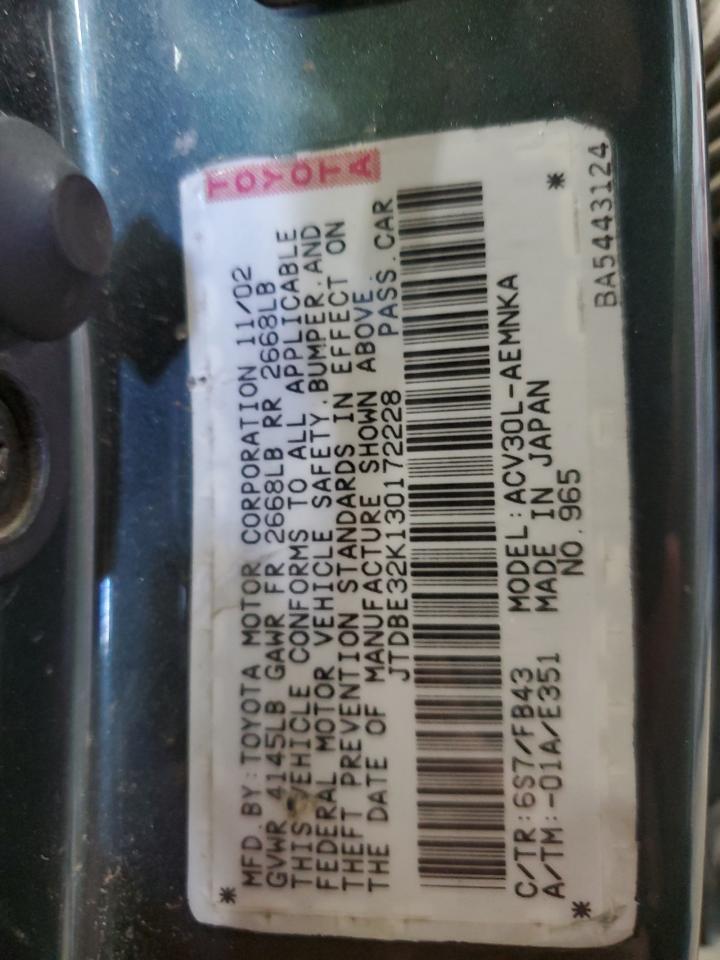 TOYOTA
MFD. BY: TOYOTA MOTOR CORPORATION 11/02
GVWR 4145LB GAWR FR 2668LB RR 2668LB
THIS VEHICLE CONFORMS TO ALL APPLICABLE
FEDERAL MOTOR VEHICLE SAFETY, BUMPER, AND
THEFT PREVENTION STANDARDS IN EFFECT ON
THE DATE OF MANUFACTURE SHOWN ABOVE.
JTDBE32K130172228 PASS. CAR
C/TR: 6S7/FB43 MODEL: ACV30L-AEMNKA
A/TM: -01A/E351 MADE IN JAPAN
NO. 965
BA5443124